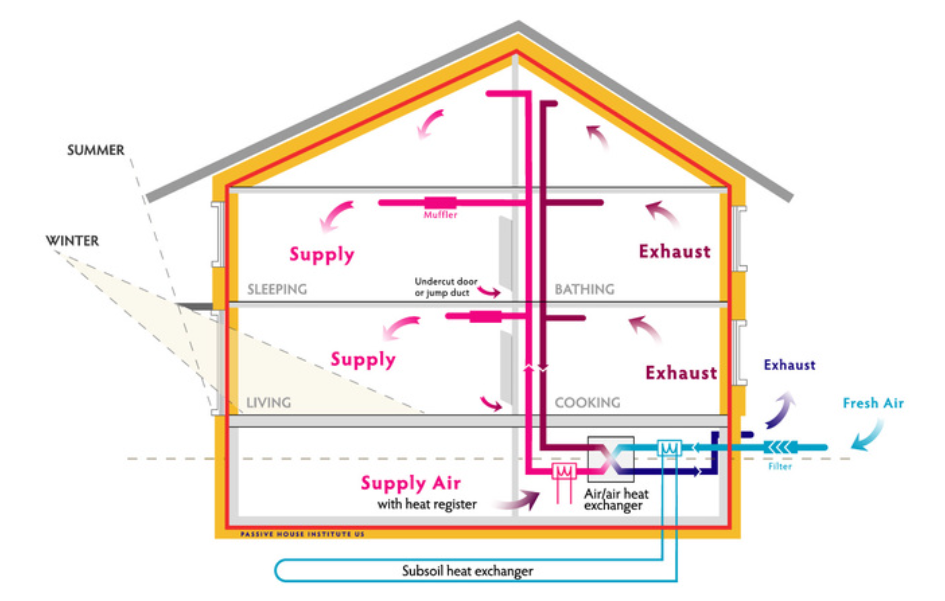 SUMMER
WINTER
Muffler
Supply
Exhaust
Undercut door
or jump duct
SLEEPING
BATHING
Supply
Exhaust
Exhaust
LIVING
COOKING
Fresh Air
Filter
Supply Air
with heat register
Air/air heat
exchanger
PASSIVE HOUSE INSTITUTE US
Subsoil heat exchanger